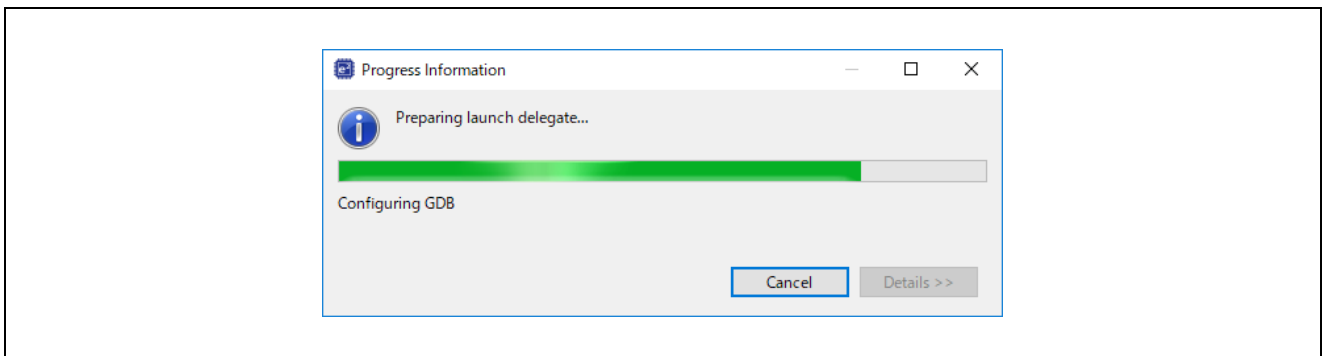 Progress Information
Preparing launch delegate...
Configuring GDB
Cancel
Details >>